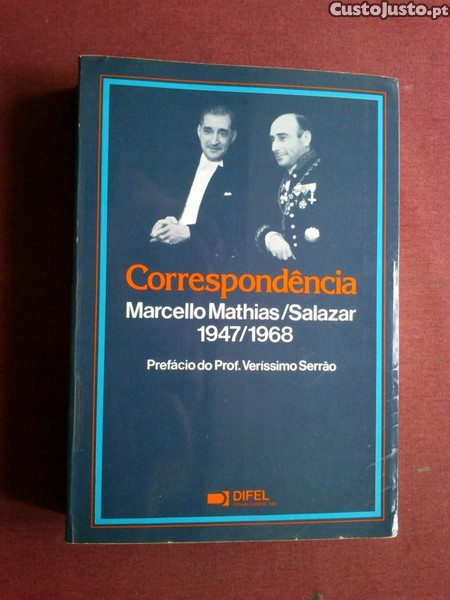 CustoJusto.pt
Correspondência
Marcello Mathias/Salazar
1947/1968
Prefácio do Prof. Veríssimo Serrão
DIFEL